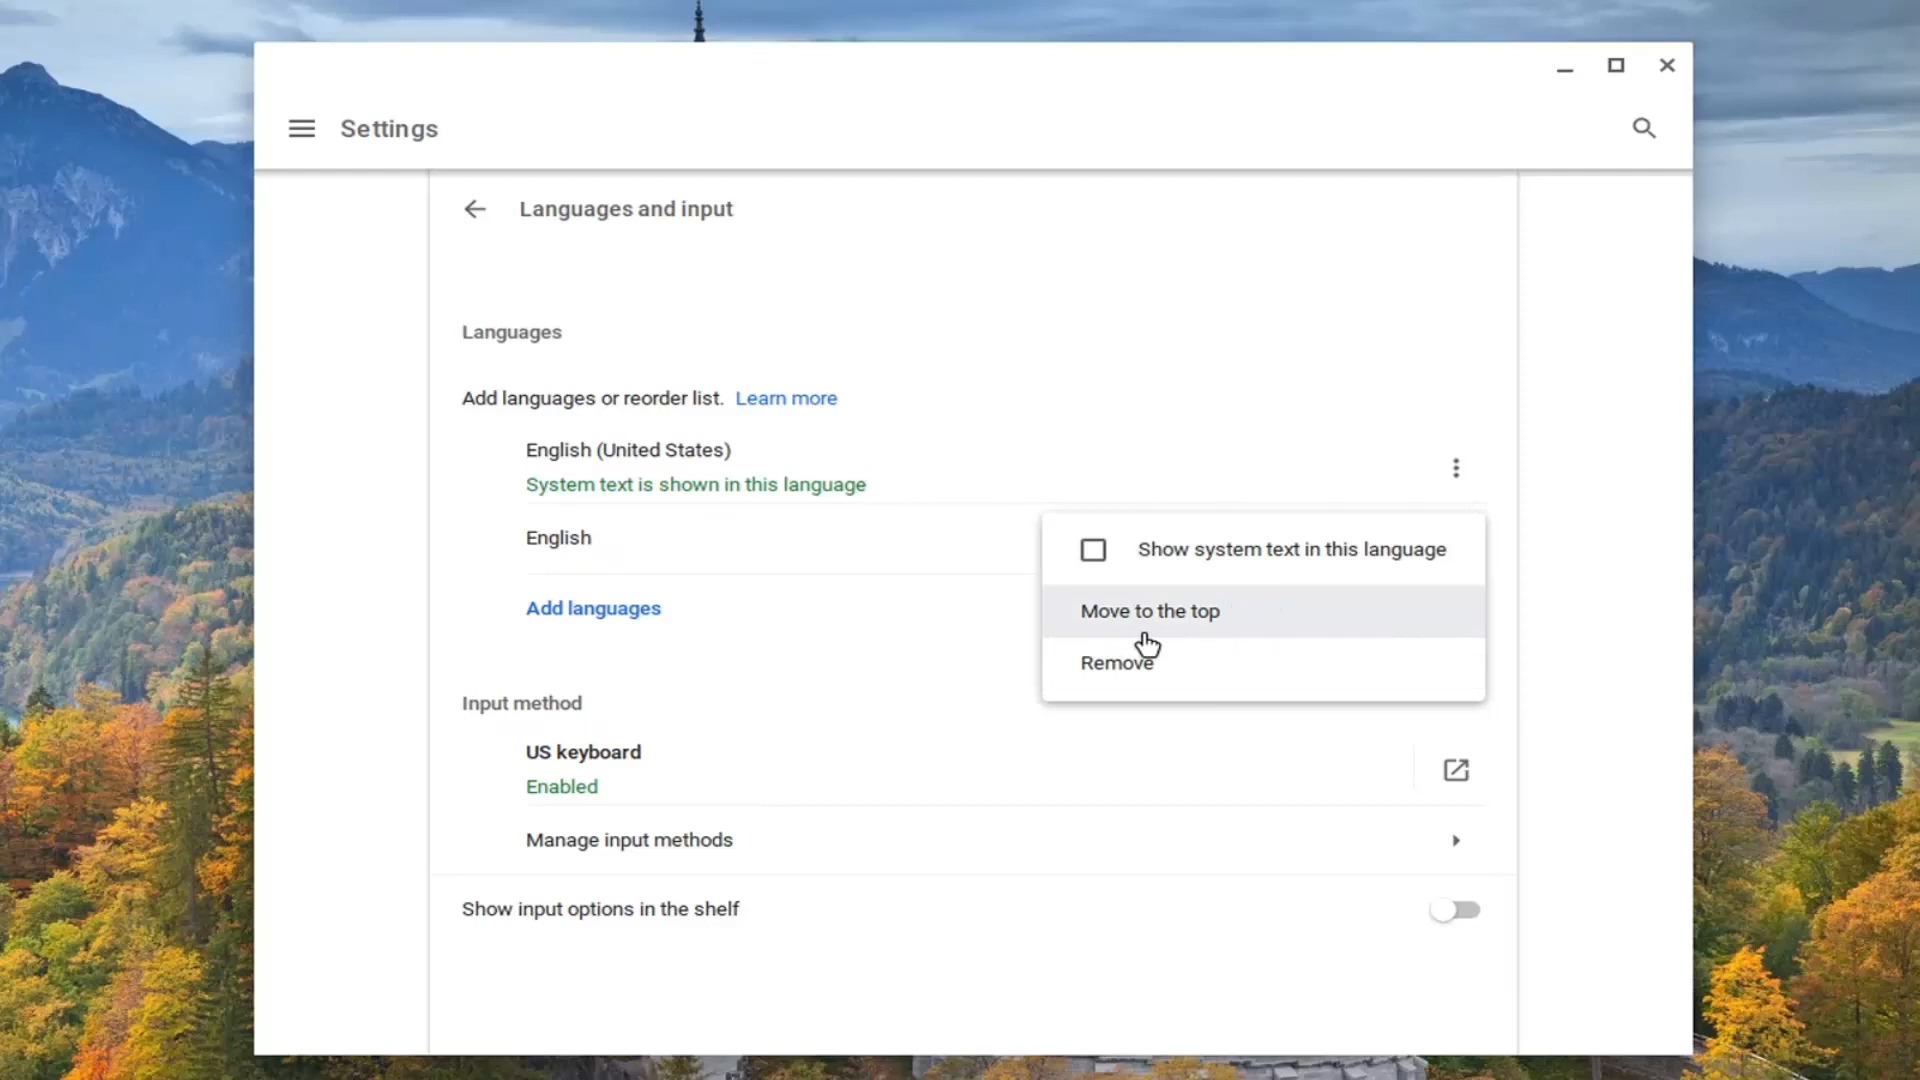 Settings
Languages and input
Languages
Add languages or reorder list. Learn more
English (United States)
System text is shown in this language
English
Show system text in this language
Add languages
Move to the top
Remove
Input method
US keyboard
Enabled
Manage input methods
Show input options in the shelf